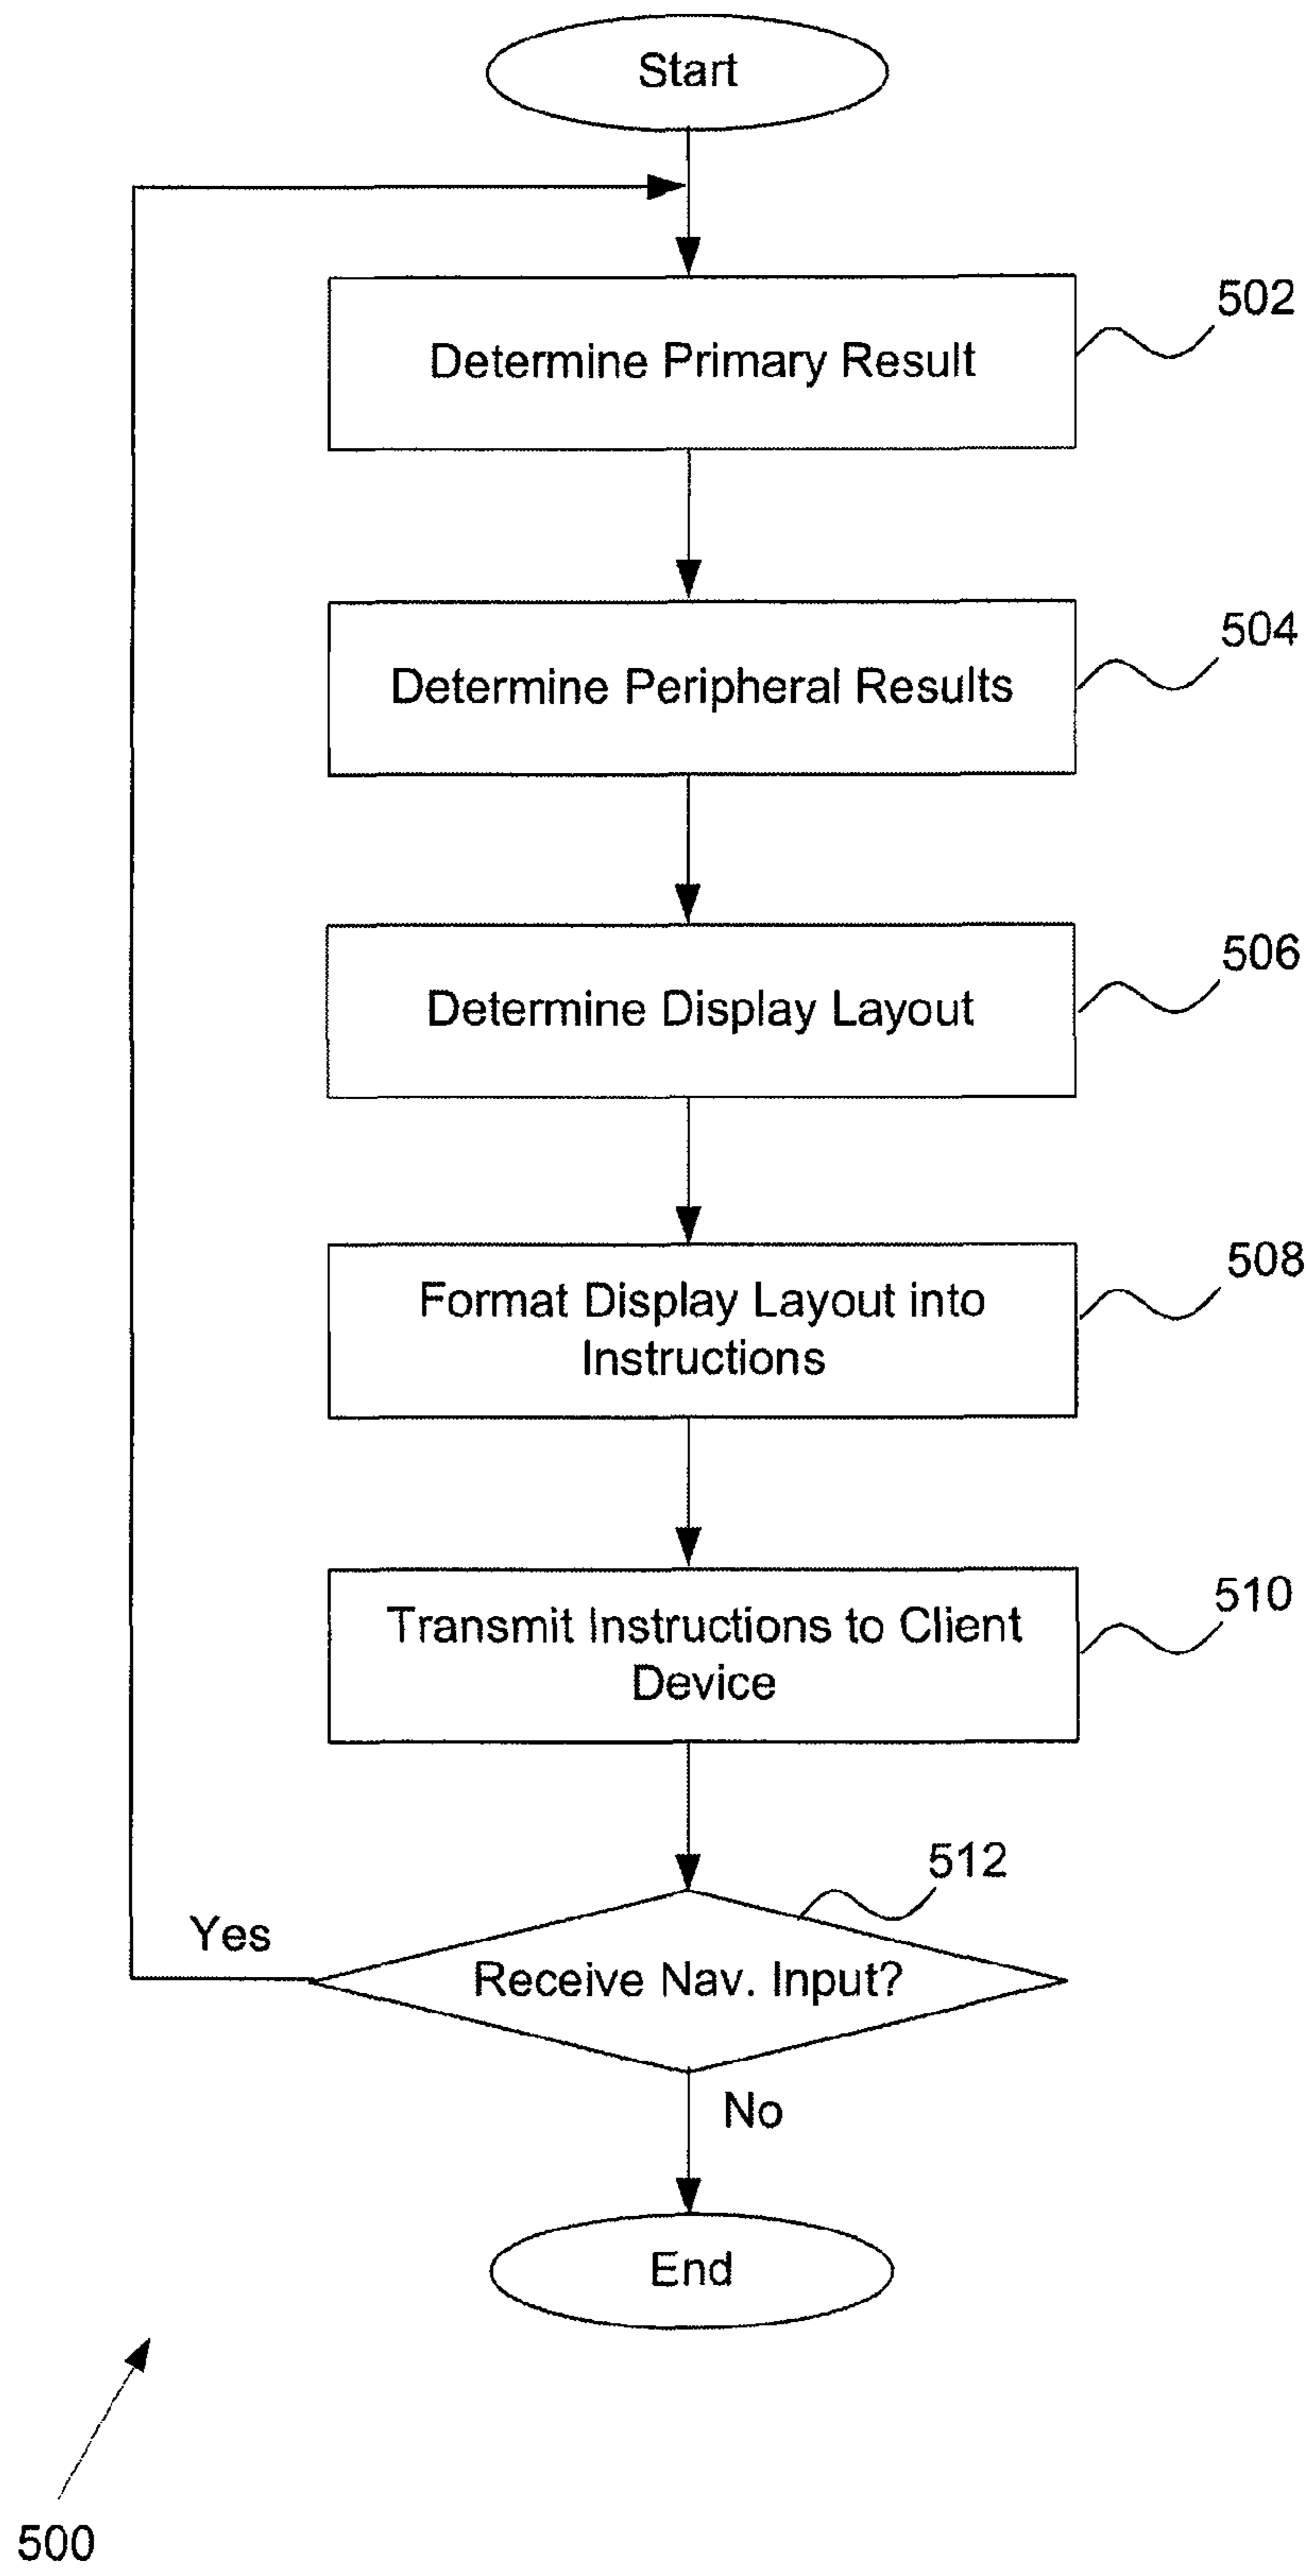 Start
502
Determine Primary Result
504
Determine Peripheral Results
506
Determine Display Layout
508
Format Display Layout into
Instructions
510
Transmit Instructions to Client
Device
512
Yes
Receive Nav. Input?
No
End
500